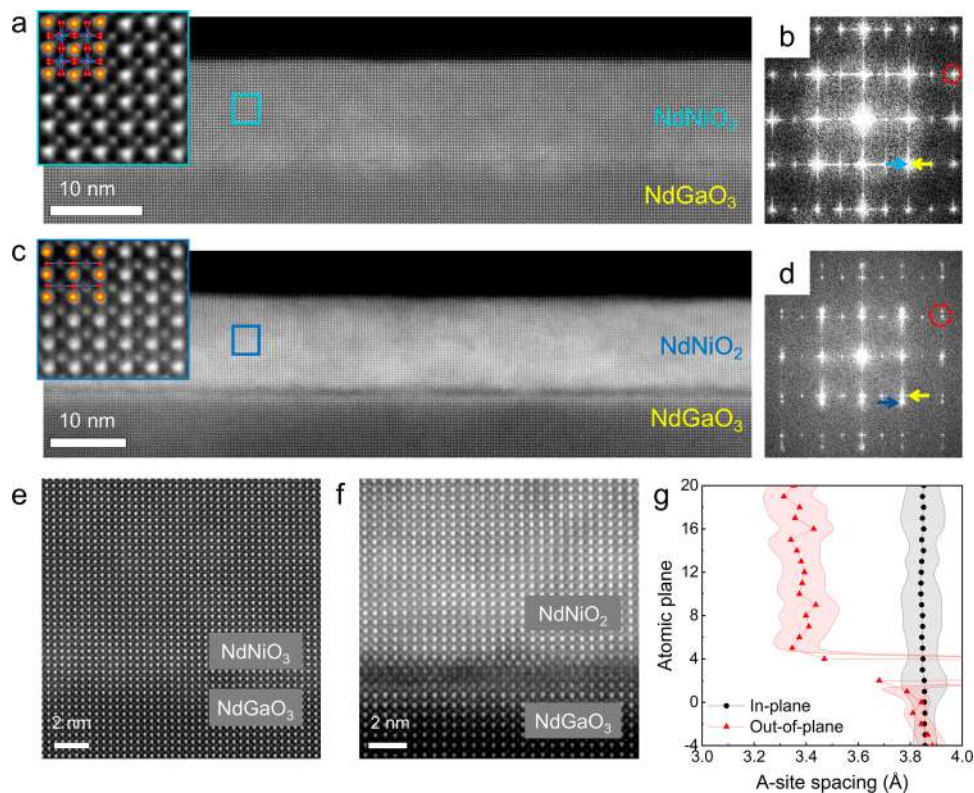 a
NdNiO₃
NdGaO₃
10 nm
b
c
NdNiO₂
NdGaO₃
10 nm
d
e
NdNiO₃
NdGaO₃
2 nm
f
NdNiO₂
NdGaO₃
2 nm
g
20
16
12
8
4
0
-4
Atomic plane
In-plane
Out-of-plane
3.0 3.2 3.4 3.6 3.8 4.0
A-site spacing (Å)